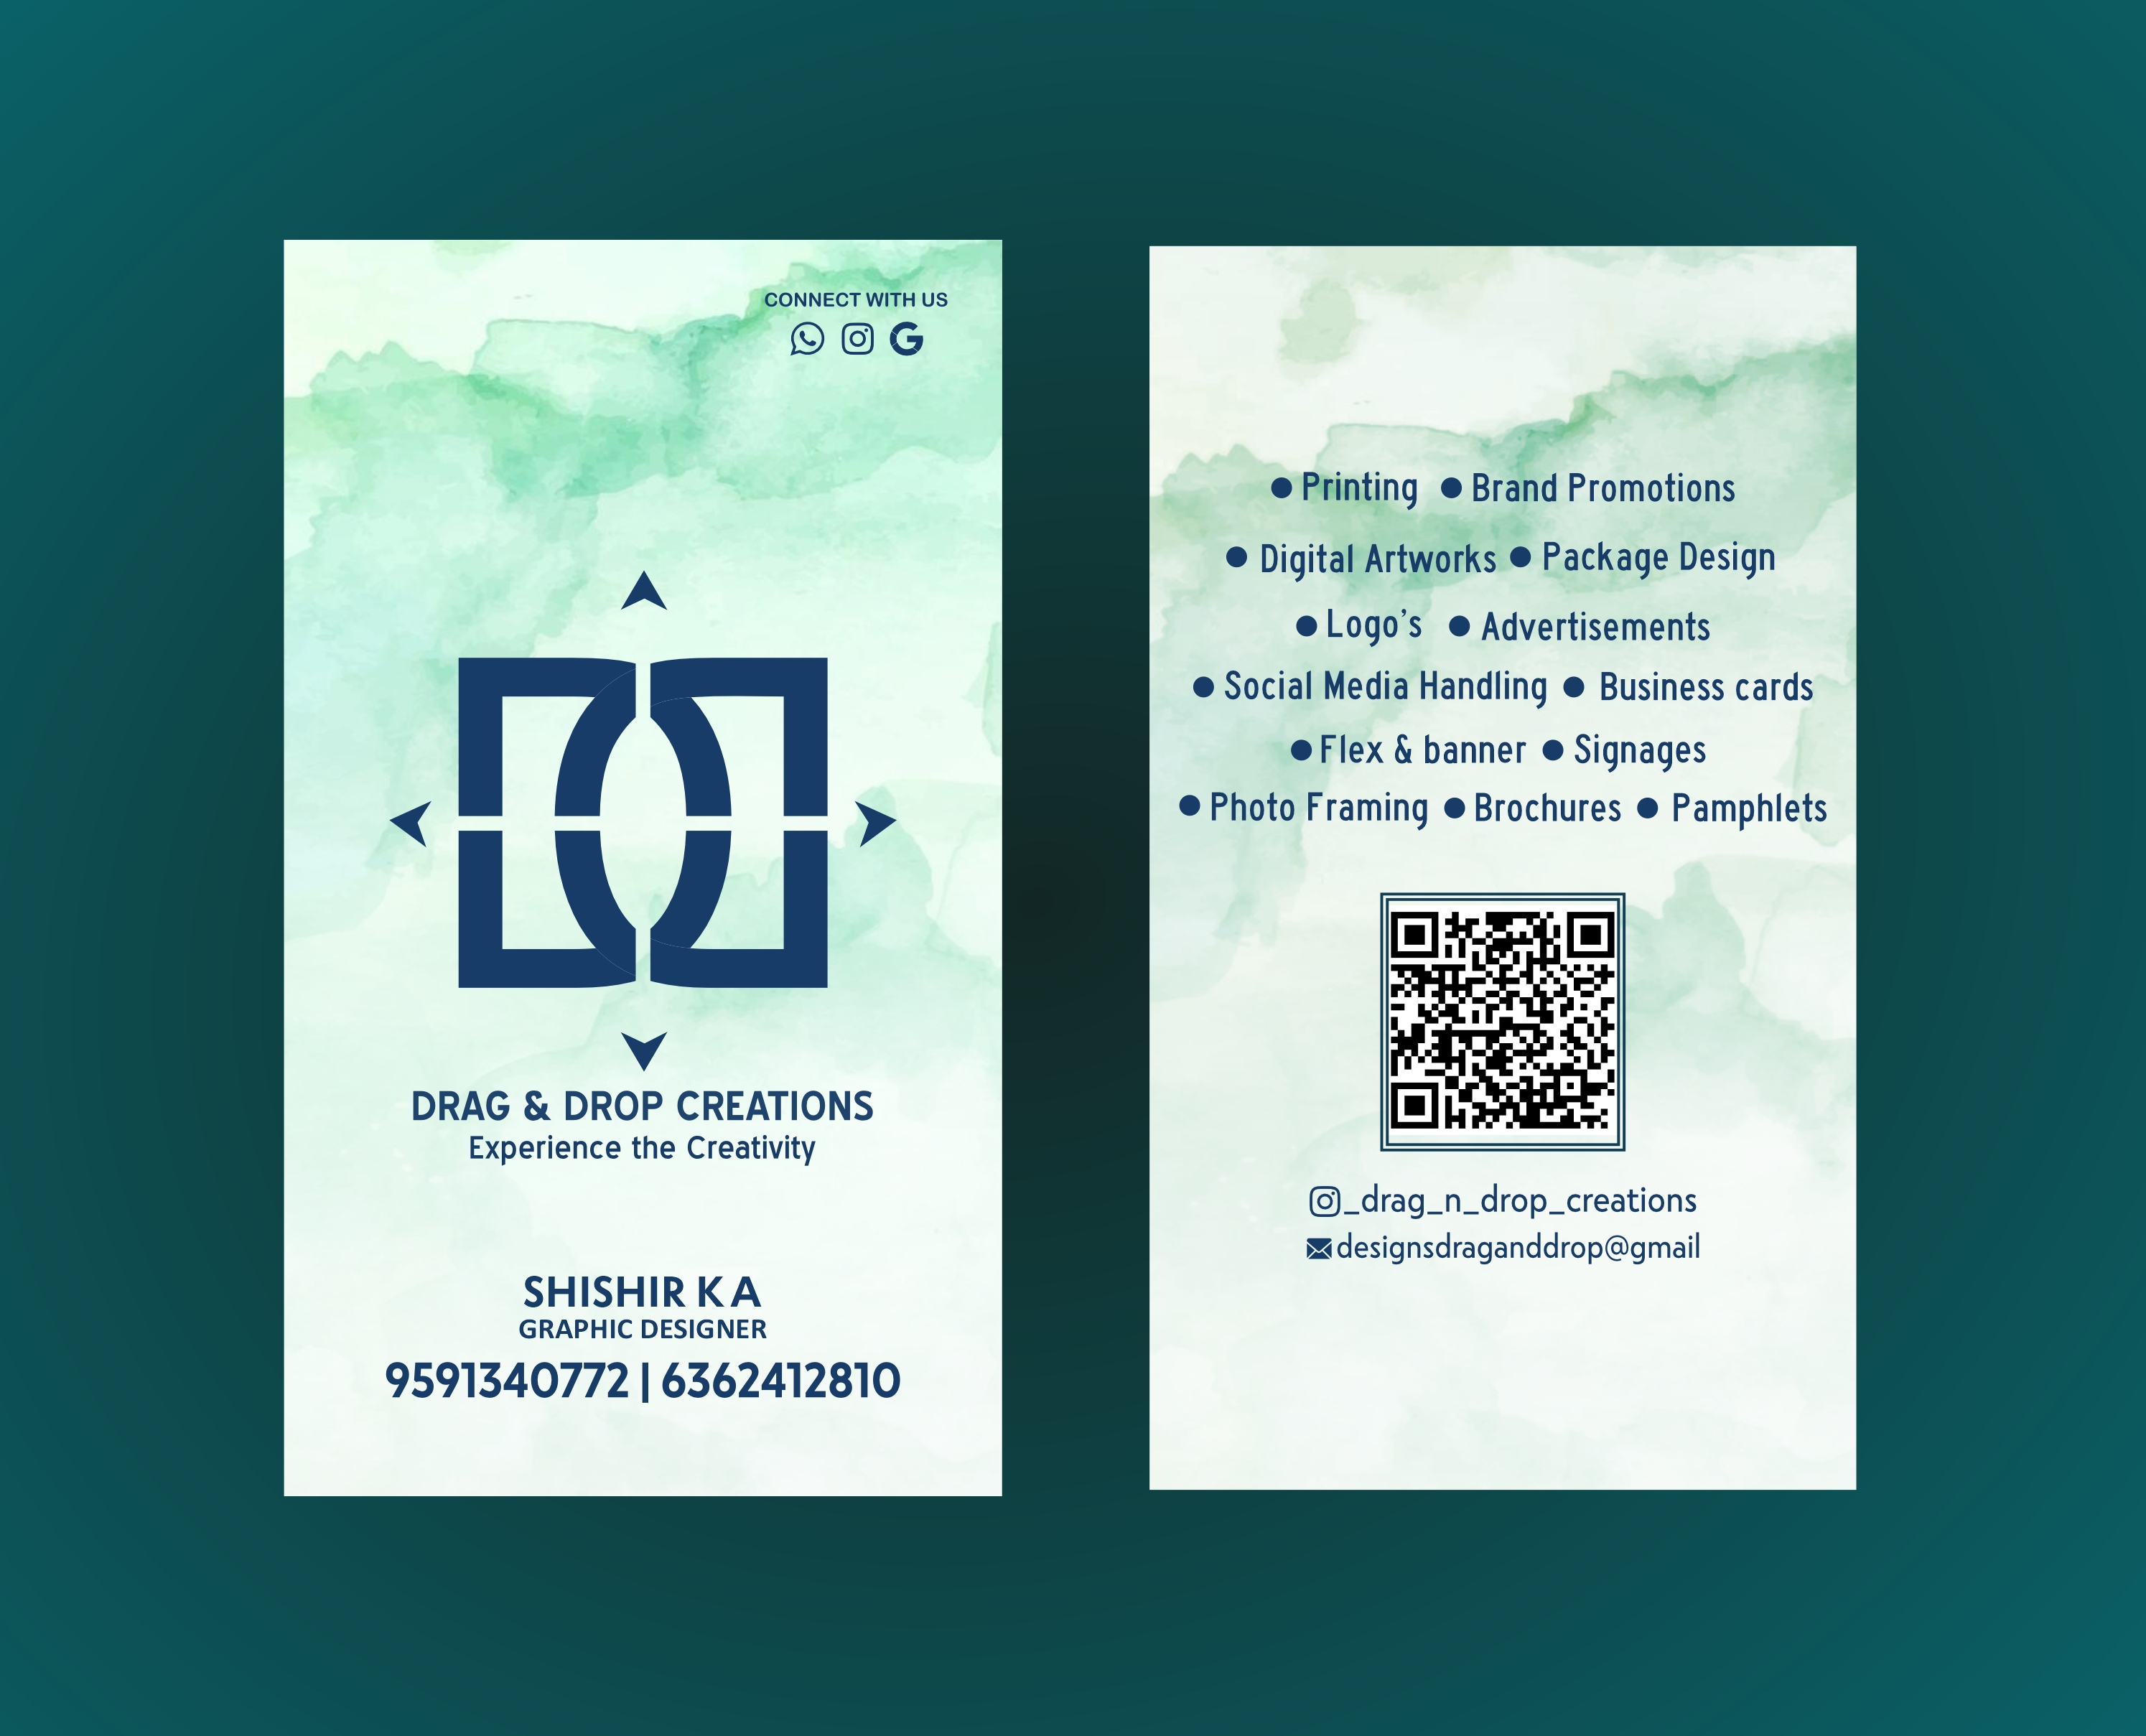 CONNECT WITH US
DRAG & DROP CREATIONS
Experience the Creativity
SHISHIR K A
GRAPHIC DESIGNER
9591340772 | 6362412810
● Printing ● Brand Promotions
● Digital Artworks ● Package Design
● Logo's ● Advertisements
● Social Media Handling ● Business cards
● Flex & banner ● Signages
● Photo Framing ● Brochures ● Pamphlets
_drag_n_drop_creations
designsdraganddrop@gmail